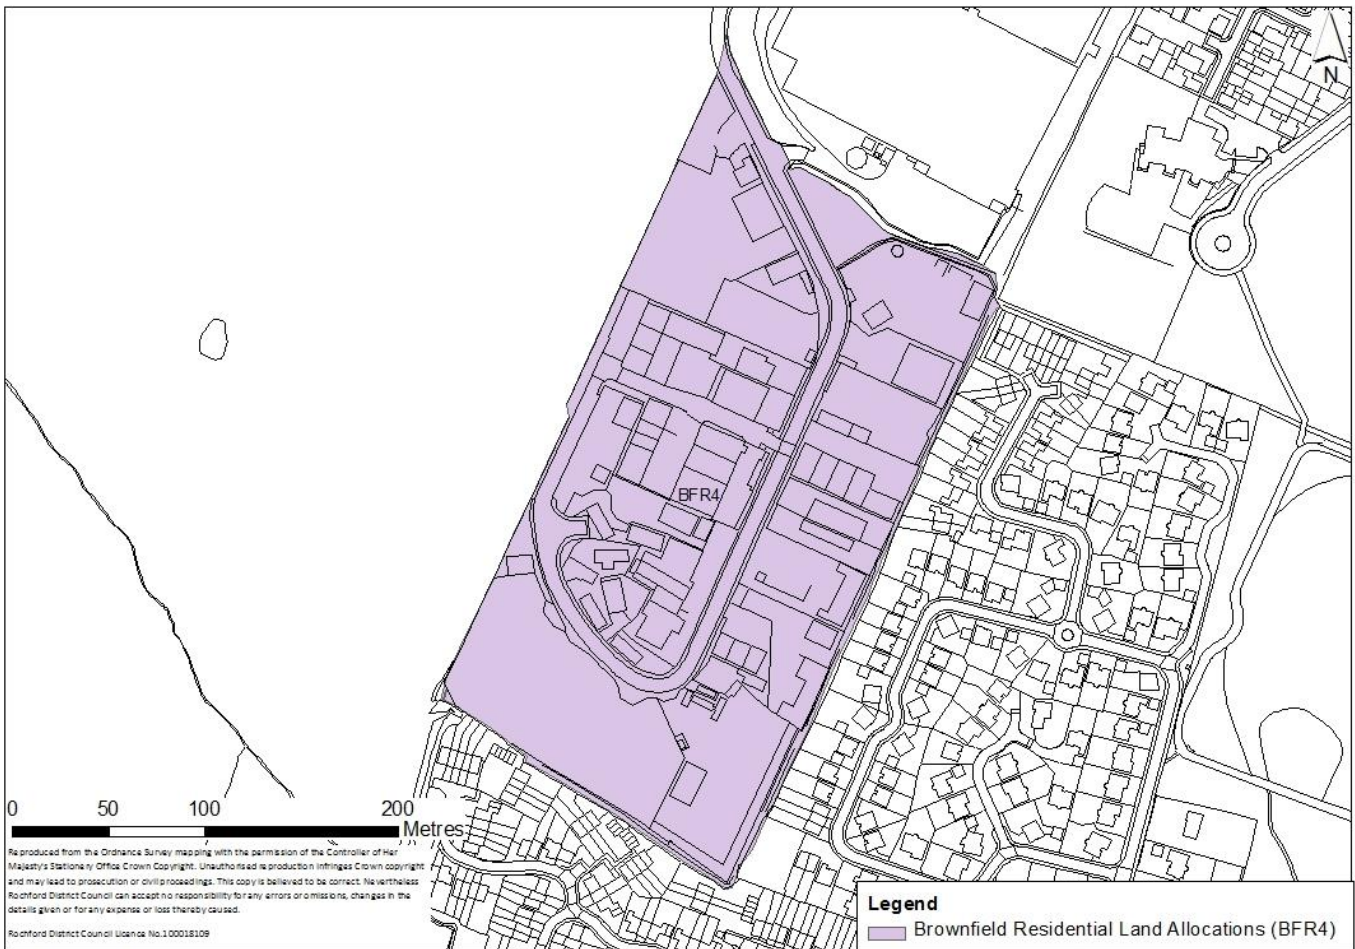 N
BFR4
0 50 100 200
Metres
Reproduced from the Ordnance Survey mapping with the permission of the Controller of Her
Majesty's Stationery Office Crown Copyright. Unauthorised reproduction infringes Crown copyright
and may lead to prosecution or civil proceedings. This copy is believed to be correct. Nevertheless
Rochford District Council can accept no responsibility for any errors or omissions, changes in the
details given or for any expense or loss thereby caused.
Rochford District Council Licence No.100018109
Legend
Brownfield Residential Land Allocations (BFR4)